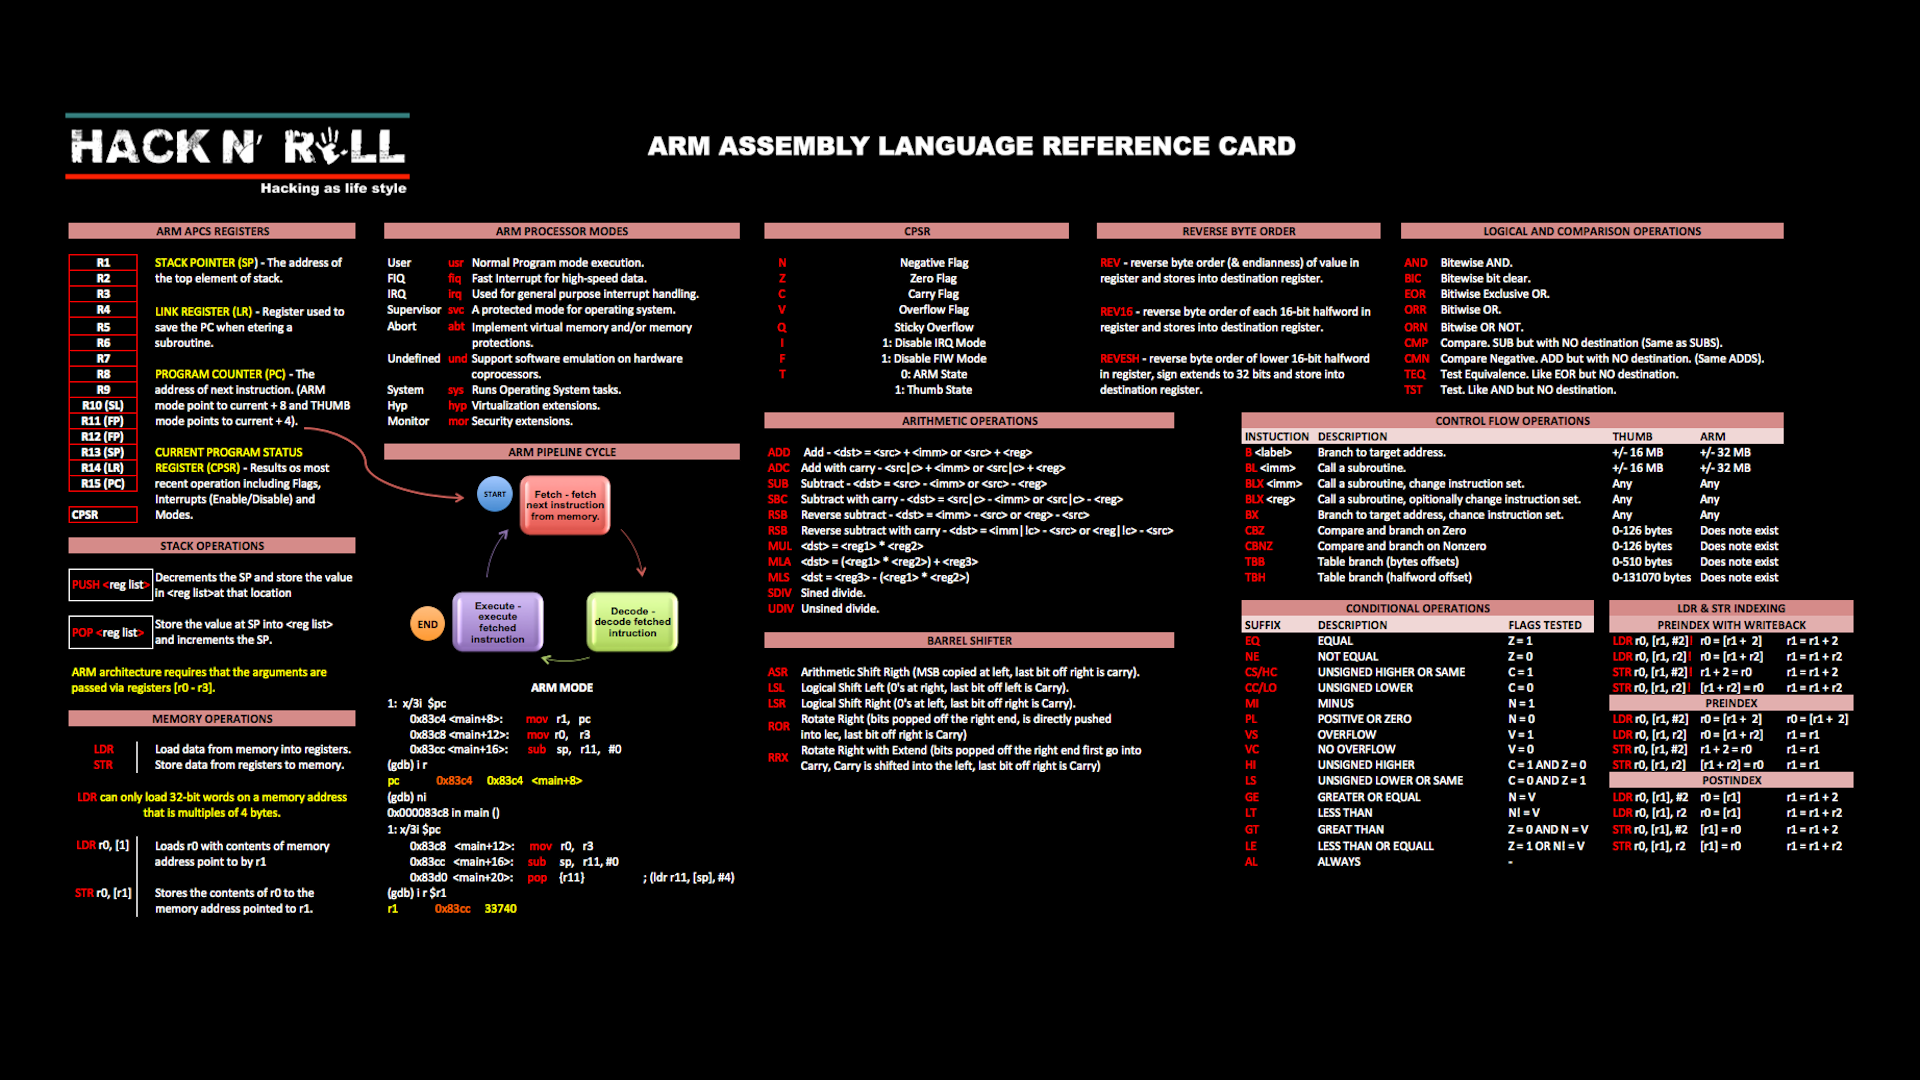 HACK N' ROLL
Hacking as life style
ARM ASSEMBLY LANGUAGE REFERENCE CARD
ARM APCS REGISTERS
R1
R2
R3
R4
R5
R6
R7
R8
R9
R10 (SL)
R11 (FP)
R12 (FP)
R13 (SP)
R14 (LR)
R15 (PC)
CPSR
STACK POINTER (SP) - The address of
the top element of stack.
LINK REGISTER (LR) - Register used to
save the PC when etering a
subroutine.
PROGRAM COUNTER (PC) - The
address of next instruction. (ARM
mode point to current + 8 and THUMB
mode points to current + 4).
CURRENT PROGRAM STATUS
REGISTER (CPSR) - Results os most
recent operation including Flags,
Interrupts (Enable/Disable) and
Modes.
STACK OPERATIONS
PUSH <reg list> Decrements the SP and store the value
in <reg list>at that location
POP <reg list> Store the value at SP into <reg list>
and increments the SP.
ARM architecture requires that the arguments are
passed via registers [r0 - r3].
MEMORY OPERATIONS
LDR Load data from memory into registers.
STR Store data from registers to memory.
LDR can only load 32-bit words on a memory address
that is multiples of 4 bytes.
LDR r0, [1] Loads r0 with contents of memory
address point to by r1
STR r0, [r1] Stores the contents of r0 to the
memory address pointed to r1.
ARM PROCESSOR MODES
User usr Normal Program mode execution.
FIQ fiq Fast Interrupt for high-speed data.
IRQ irq Used for general purpose interrupt handling.
Supervisor svc A protected mode for operating system.
Abort abt Implement virtual memory and/or memory
protections.
Undefined und Support software emulation on hardware
coprocessors.
System sys Runs Operating System tasks.
Hyp hyp Virtualization extensions.
Monitor mor Security extensions.
ARM PIPELINE CYCLE
START
Fetch - fetch
next instruction
from memory.
Execute -
execute
fetched
instruction
Decode -
decode fetched
intruction
END
ARM MODE
1: x/3i $pc
0x83c4 <main+8>: mov r1, pc
0x83c8 <main+12>: mov r0, r3
0x83cc <main+16>: sub sp, r11, #0
(gdb) i r
pc 0x83c4 0x83c4 <main+8>
(gdb) ni
0x000083c8 in main ()
1: x/3i $pc
0x83c8 <main+12>: mov r0, r3
0x83cc <main+16>: sub sp, r11, #0
0x83d0 <main+20>: pop {r11} ; (ldr r11, [sp], #4)
(gdb) i r $r1
r1 0x83cc 33740
CPSR
N Negative Flag
Z Zero Flag
C Carry Flag
V Overflow Flag
Q Sticky Overflow
I 1: Disable IRQ Mode
F 1: Disable FIW Mode
T 0: ARM State
1: Thumb State
REVERSE BYTE ORDER
REV - reverse byte order (& endianness) of value in
register and stores into destination register.
REV16 - reverse byte order of each 16-bit halfword in
register and stores into destination register.
REVESH - reverse byte order of lower 16-bit halfword
in register, sign extends to 32 bits and store into
destination register.
LOGICAL AND COMPARISON OPERATIONS
AND Bitewise AND.
BIC Bitewise bit clear.
EOR Bitiwise Exclusive OR.
ORR Bitiwise OR.
ORN Bitwise OR NOT.
CMP Compare. SUB but with NO destination (Same as SUBS).
CMN Compare Negative. ADD but with NO destination. (Same ADDS).
TEQ Test Equivalence. Like EOR but NO destination.
TST Test. Like AND but NO destination.
ARITHMETIC OPERATIONS
ADD Add - <dst> = <src> + <imm> or <src> + <reg>
ADC Add with carry - <src|c> + <imm> or <src|c> + <reg>
SUB Subtract - <dst> = <src> - <imm> or <src> - <reg>
SBC Subtract with carry - <dst> = <src|c> - <imm> or <src|c> - <reg>
RSB Reverse subtract - <dst> = <imm> - <src> or <reg> - <src>
RSB Reverse subtract with carry - <dst> = <imm|c> - <src> or <reg|c> - <src>
MUL <dst> = <reg1> * <reg2>
MLA <dst> = (<reg1> * <reg2>) + <reg3>
MLS <dst = <reg3> - (<reg1> * <reg2>)
SDIV Sined divide.
UDIV Unsined divide.
BARREL SHIFTER
ASR Arithmetic Shift Rigth (MSB copied at left, last bit off right is carry).
LSL Logical Shift Left (0's at right, last bit off left is Carry).
LSR Logical Shift Right (0's at left, last bit off right is Carry).
ROR Rotate Right (bits popped off the right end, is directly pushed
into lec, last bit off right is Carry)
RRX Rotate Right with Extend (bits popped off the right end first go into
Carry, Carry is shifted into the left, last bit off right is Carry)
CONTROL FLOW OPERATIONS
INSTUCTION DESCRIPTION THUMB ARM
B <label> Branch to target address. +/- 16 MB +/- 32 MB
BL <imm> Call a subroutine. +/- 16 MB +/- 32 MB
BLX <imm> Call a subroutine, change instruction set. Any Any
BLX <reg> Call a subroutine, opitionally change instruction set. Any Any
BX Branch to target address, chance instruction set. Any Any
CBZ Compare and branch on Zero 0-126 bytes Does note exist
CBNZ Compare and branch on Nonzero 0-126 bytes Does note exist
TBB Table branch (bytes offsets) 0-510 bytes Does note exist
TBH Table branch (halfword offset) 0-131070 bytes Does note exist
CONDITIONAL OPERATIONS
SUFFIX DESCRIPTION FLAGS TESTED
EQ EQUAL Z = 1
NE NOT EQUAL Z = 0
CS/HC UNSIGNED HIGHER OR SAME C = 1
CC/LO UNSIGNED LOWER C = 0
MI MINUS N = 1
PL POSITIVE OR ZERO N = 0
VS OVERFLOW V = 1
VC NO OVERFLOW V = 0
HI UNSIGNED HIGHER C = 1 AND Z = 0
LS UNSIGNED LOWER OR SAME C = 0 AND Z = 1
GE GREATER OR EQUAL N = V
LT LESS THAN N! = V
GT GREAT THAN Z = 0 AND N = V
LE LESS THAN OR EQUALL Z = 1 OR N! = V
AL ALWAYS -
LDR & STR INDEXING
PREINDEX WITH WRITEBACK
LDR r0, [r1, #2]! r0 = [r1 + 2] r1 = r1 + 2
LDR r0, [r1, r2]! r0 = [r1 + r2] r1 = r1 + r2
STR r0, [r1, #2]! r1 + 2 = r0 r1 = r1 + 2
STR r0, [r1, r2]! [r1 + r2] = r0 r1 = r1 + r2
PREINDEX
LDR r0, [r1, #2] r0 = [r1 + 2] r0 = [r1 + 2]
LDR r0, [r1, r2] r0 = [r1 + r2] r1 = r1
STR r0, [r1, #2] r1 + 2 = r0 r1 = r1
STR r0, [r1, r2] [r1 + r2] = r0 r1 = r1
POSTINDEX
LDR r0, [r1], #2 r0 = [r1] r1 = r1 + 2
LDR r0, [r1], r2 r0 = [r1] r1 = r1 + r2
STR r0, [r1], #2 [r1] = r0 r1 = r1 + 2
STR r0, [r1], r2 [r1] = r0 r1 = r1 + r2